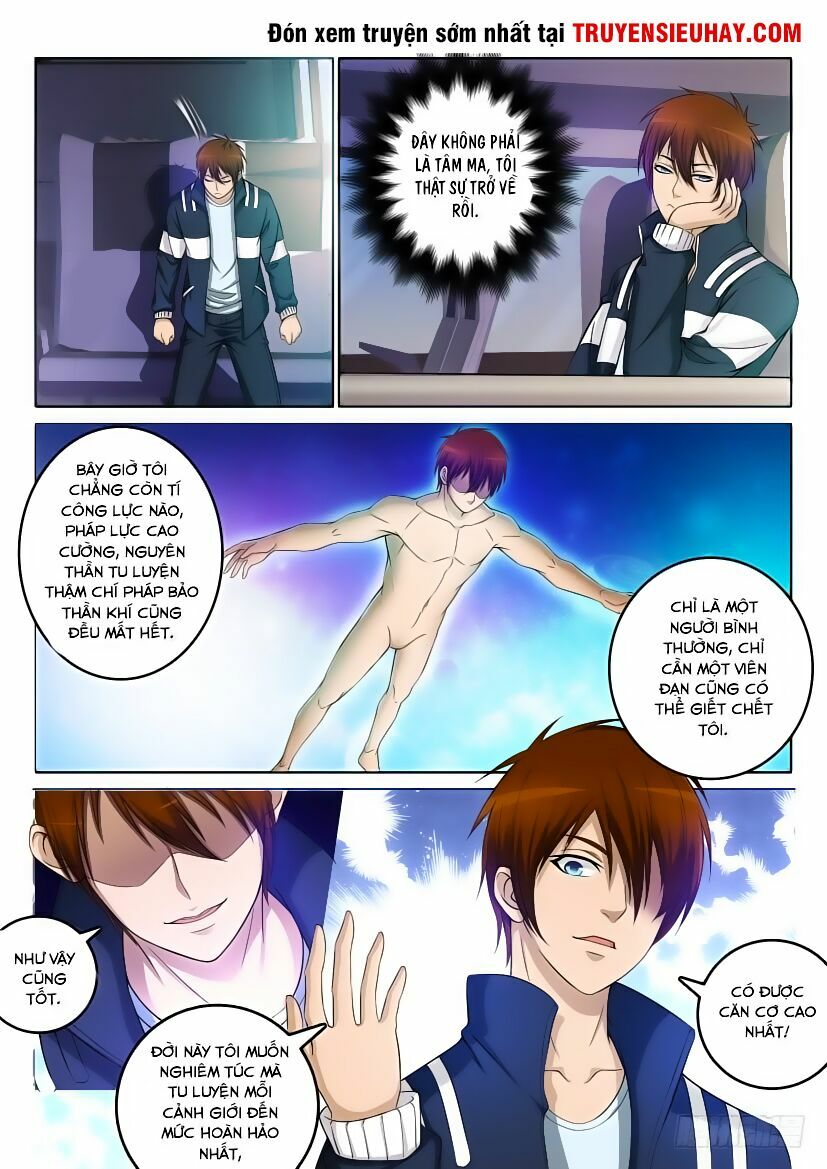 Đón xem truyện sớm nhất tại TRUYENSIEUHAY.COM
ĐÂY KHÔNG PHẢI
LÀ TÂM MA, TÔI
THẬT SỰ TRỞ VỀ
RỒI.
BÂY GIỜ TÔI
CHẲNG CÒN TÍ
CÔNG LỰC NÀO,
PHÁP LỰC CAO
CƯỜNG, NGUYÊN
THẦN TU LUYỆN
THẬM CHÍ PHÁP BẢO
THẦN KHÍ CŨNG
ĐỀU MẤT HẾT.
CHỈ LÀ MỘT
NGƯỜI BÌNH
THƯỜNG, CHỈ
CẦN MỘT VIÊN
ĐẠN CŨNG CÓ
THỂ GIẾT CHẾT
TÔI.
NHƯ VẬY
CŨNG
TỐT.
ĐỜI NÀY TÔI MUỐN
NGHIÊM TÚC MÀ
TU LUYỆN MỖI
CẢNH GIỚI ĐẾN
MỨC HOÀN HẢO
NHẤT,
CÓ ĐƯỢC
CĂN CƠ CAO
NHẤT!